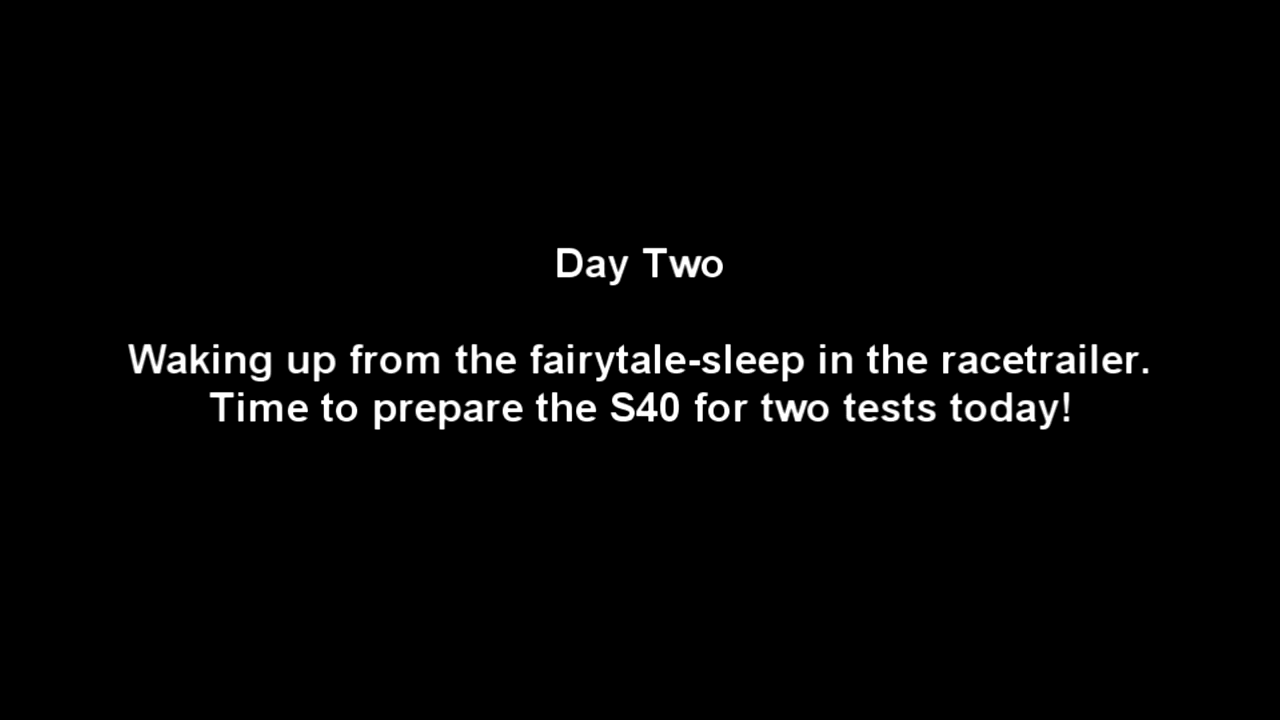 Day Two
Waking up from the fairytale-sleep in the racetrailer.
Time to prepare the S40 for two tests today!